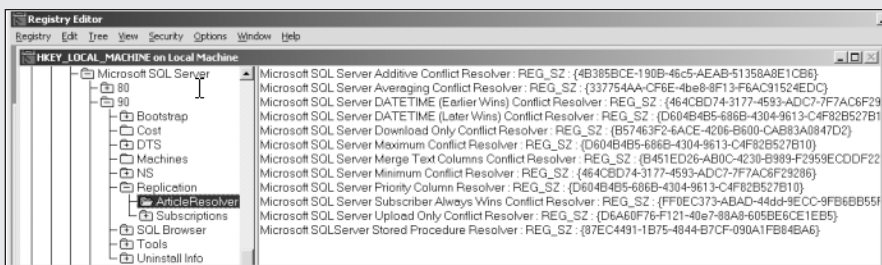 Registry Editor
Registry Edit Tree View Security Options Window Help
HKEY_LOCAL_MACHINE on Local Machine
Microsoft SQL Server
80
90
Bootstrap
Cost
DTS
Machines
NS
Replication
ArticleResolver
Subscriptions
SQL Browser
Tools
Uninstall Info
Microsoft SQL Server Additive Conflict Resolver : REG_SZ : {4B385BCE-190B-46c5-AEAB-51358A8E1CB6}
Microsoft SQL Server Averaging Conflict Resolver : REG_SZ : {337754AA-CF6E-4be8-8F13-F6AC91524EDC}
Microsoft SQL Server DATETIME (Earlier Wins) Conflict Resolver : REG_SZ : {464CBD74-3177-4593-ADC7-7F7AC6F29
Microsoft SQL Server DATETIME (Later Wins) Conflict Resolver : REG_SZ : {D604B4B5-686B-4304-9613-C4F82B527B1
Microsoft SQL Server Download Only Conflict Resolver : REG_SZ : {B57463F2-6ACE-4206-B600-CAB83A0847D2}
Microsoft SQL Server Maximum Conflict Resolver : REG_SZ : {D604B4B5-686B-4304-9613-C4F82B527B10}
Microsoft SQL Server Merge Text Columns Conflict Resolver : REG_SZ : {B451ED26-AB0C-4230-B989-F2959ECDDF22
Microsoft SQL Server Minimum Conflict Resolver : REG_SZ : {464CBD74-3177-4593-ADC7-7F7AC6F29286}
Microsoft SQL Server Priority Column Resolver : REG_SZ : {D604B4B5-686B-4304-9613-C4F82B527B10}
Microsoft SQL Server Subscriber Always Wins Conflict Resolver : REG_SZ : {FF0EC373-ABAD-44dd-9ECC-9FB6BB55F
Microsoft SQL Server Upload Only Conflict Resolver : REG_SZ : {D6A60F76-F121-40e7-88A8-605BE6CE1EB5}
Microsoft SQLServer Stored Procedure Resolver : REG_SZ : {87EC4491-1B75-4844-B7CF-090A1FB84BA6}